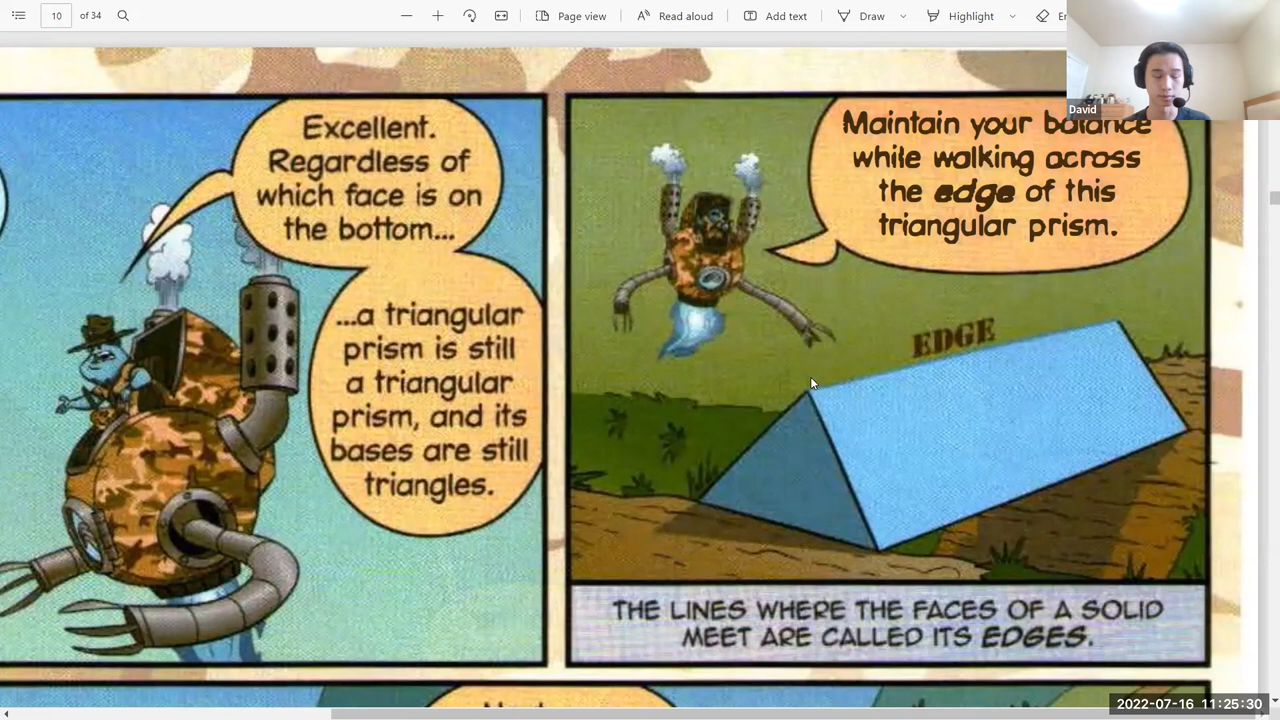 10 of 34
Page view
Read aloud
Add text
Draw
Highlight
David
Excellent.
Regardless of
which face is on
the bottom...
...a triangular
prism is still
a triangular
prism, and its
bases are still
triangles.
Maintain your balance
while walking across
the edge of this
triangular prism.
EDGE
THE LINES WHERE THE FACES OF A SOLID
MEET ARE CALLED ITS EDGES.
2022-07-16 11:25:30